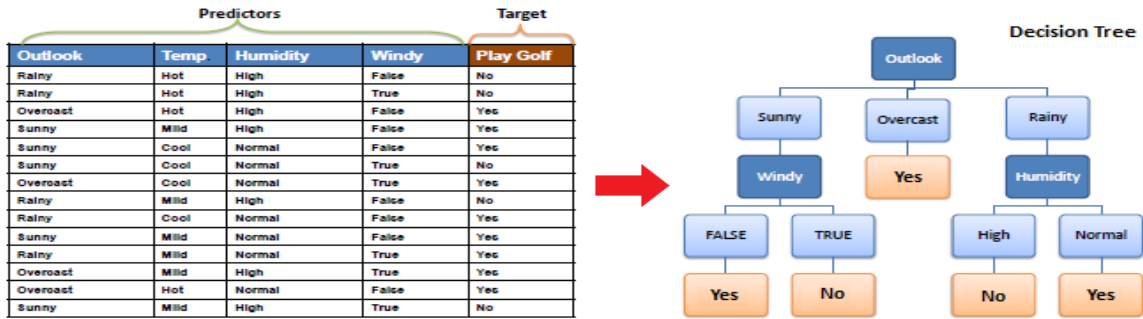 Predictors Target
Outlook Temp. Humidity Windy Play Golf
Rainy Hot High False No
Rainy Hot High True No
Overcast Hot High False Yes
Sunny Mild High False Yes
Sunny Cool Normal False Yes
Sunny Cool Normal True No
Overcast Cool Normal True Yes
Rainy Mild High False No
Rainy Cool Normal False Yes
Sunny Mild Normal False Yes
Rainy Mild Normal True Yes
Overcast Mild High True Yes
Overcast Hot Normal False Yes
Sunny Mild High True No
Decision Tree
Outlook
Sunny Overcast Rainy
Windy Yes Humidity
FALSE TRUE High Normal
Yes No No Yes